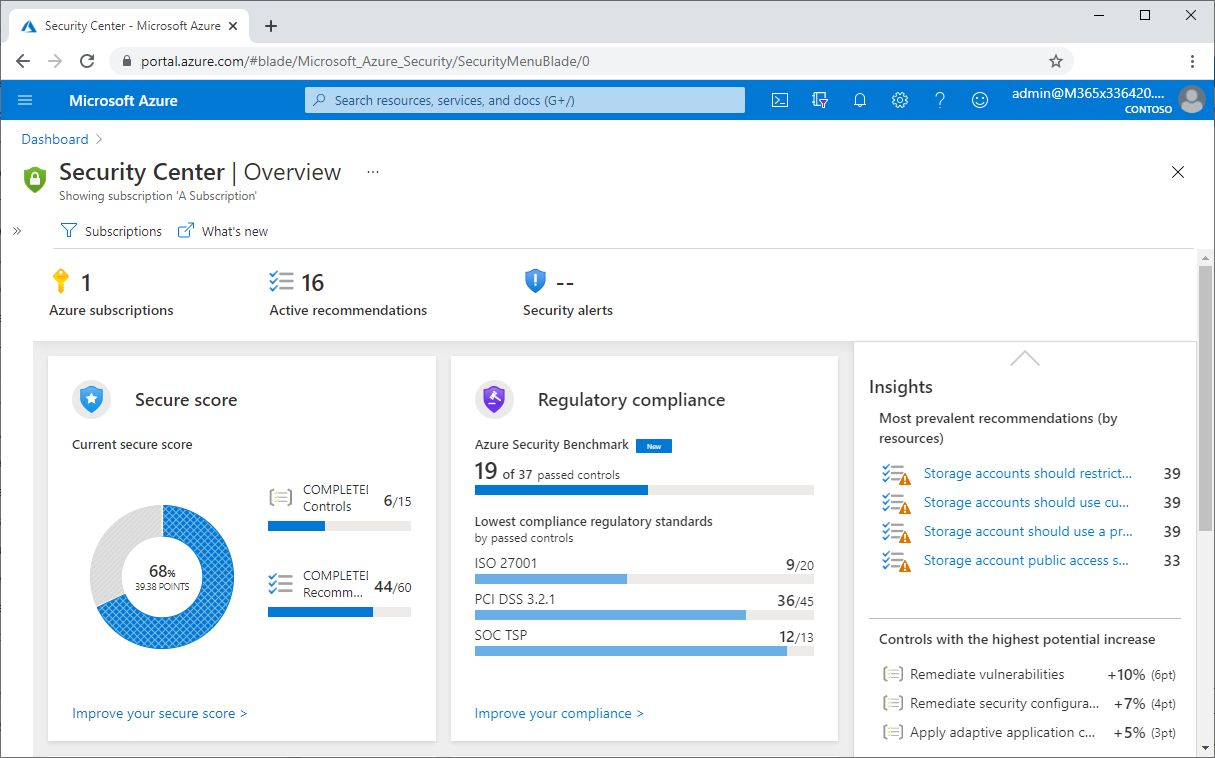 Security Center - Microsoft Azure
portal.azure.com/#blade/Microsoft_Azure_Security/SecurityMenuBlade/0
Microsoft Azure
Search resources, services, and docs (G+/)
admin@M365x336420....
CONTOSO
Dashboard
Security Center | Overview
Showing subscription 'A Subscription'
Subscriptions
What's new
1
Azure subscriptions
16
Active recommendations
--
Security alerts
Secure score
Current secure score
68%
39.38 POINTS
COMPLETED
Controls
6/15
COMPLETED
Recomm...
44/60
Improve your secure score >
Regulatory compliance
Azure Security Benchmark New
19 of 37 passed controls
Lowest compliance regulatory standards
by passed controls
ISO 27001 9/20
PCI DSS 3.2.1 36/45
SOC TSP 12/13
Improve your compliance >
Insights
Most prevalent recommendations (by
resources)
Storage accounts should restrict... 39
Storage accounts should use cu... 39
Storage account should use a pr... 39
Storage account public access s... 33
Controls with the highest potential increase
Remediate vulnerabilities +10% (6pt)
Remediate security configura... +7% (4pt)
Apply adaptive application c... +5% (3pt)